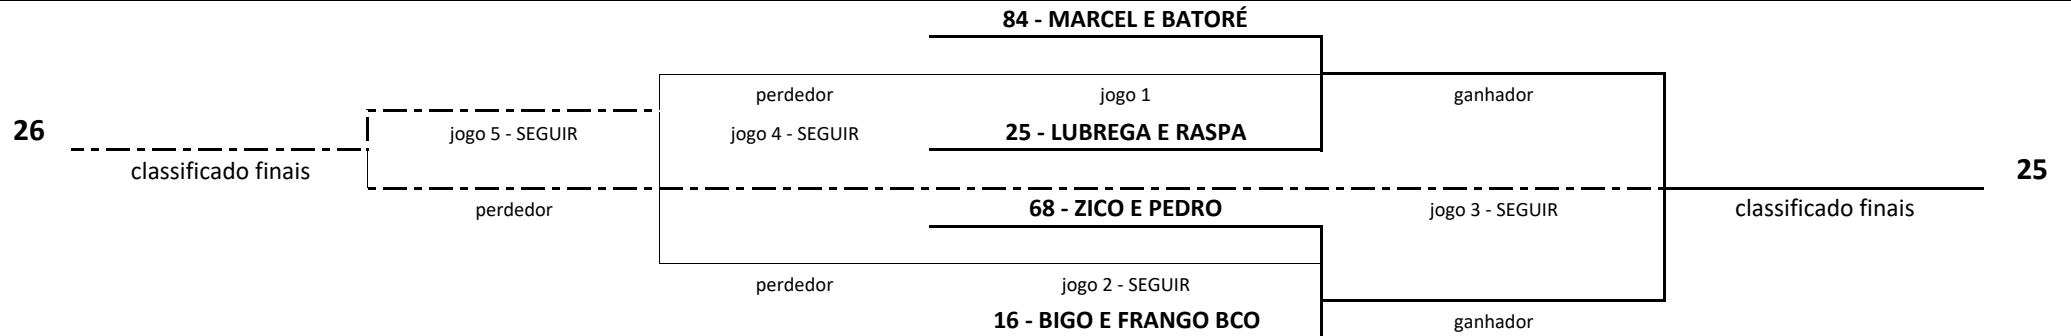 84 - MARCEL E BATORÉ
perdedor
jogo 1
ganhador
26
jogo 5 - SEGUIR
jogo 4 - SEGUIR
25 - LUBREGA E RASPA
classificado finais
25
perdedor
68 - ZICO E PEDRO
jogo 3 - SEGUIR
classificado finais
perdedor
jogo 2 - SEGUIR
16 - BIGO E FRANGO BCO
ganhador